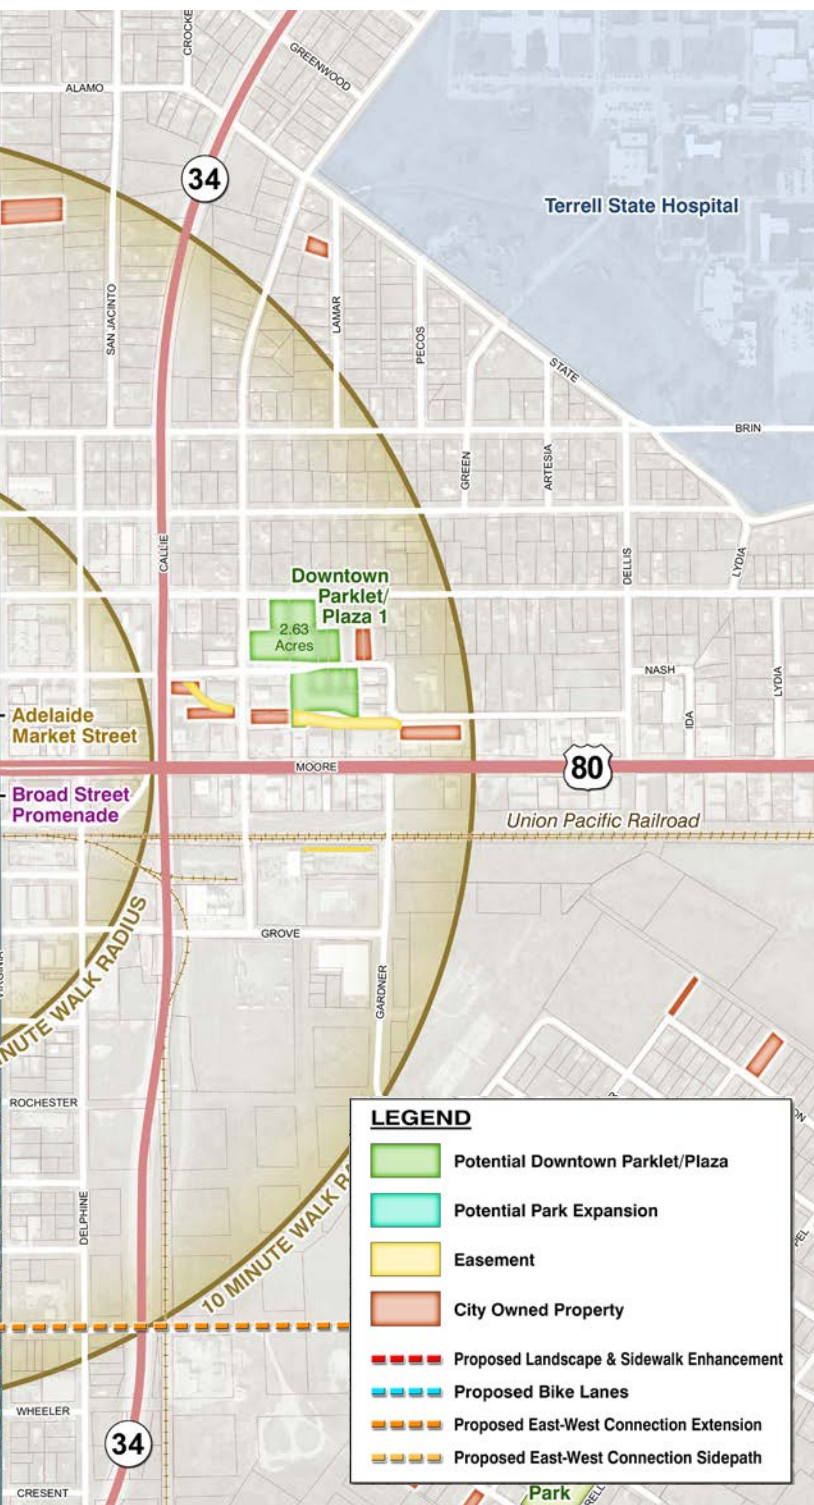 CROCKE
GREENWOOD
ALAMO
34
Terrell State Hospital
SAN JACINTO
LAMAR
PECOS
STATE
BRIN
GREEN
ARTESIA
CALLIE
DELLIS
LYDIA
Downtown
Parklet/
Plaza 1
2.63
Acres
NASH
LYDIA
IDA
Adelaide
Market Street
MOORE
80
Broad Street
Promenade
Union Pacific Railroad
GROVE
GARDNER
NUTE WALK RADIUS
ROCHESTER
DELPHINE
10 MINUTE WALK RA
WHEELER
34
CRESENT
LEGEND
Potential Downtown Parklet/Plaza
Potential Park Expansion
Easement
City Owned Property
Proposed Landscape & Sidewalk Enhancement
Proposed Bike Lanes
Proposed East-West Connection Extension
Proposed East-West Connection Sidepath
Park